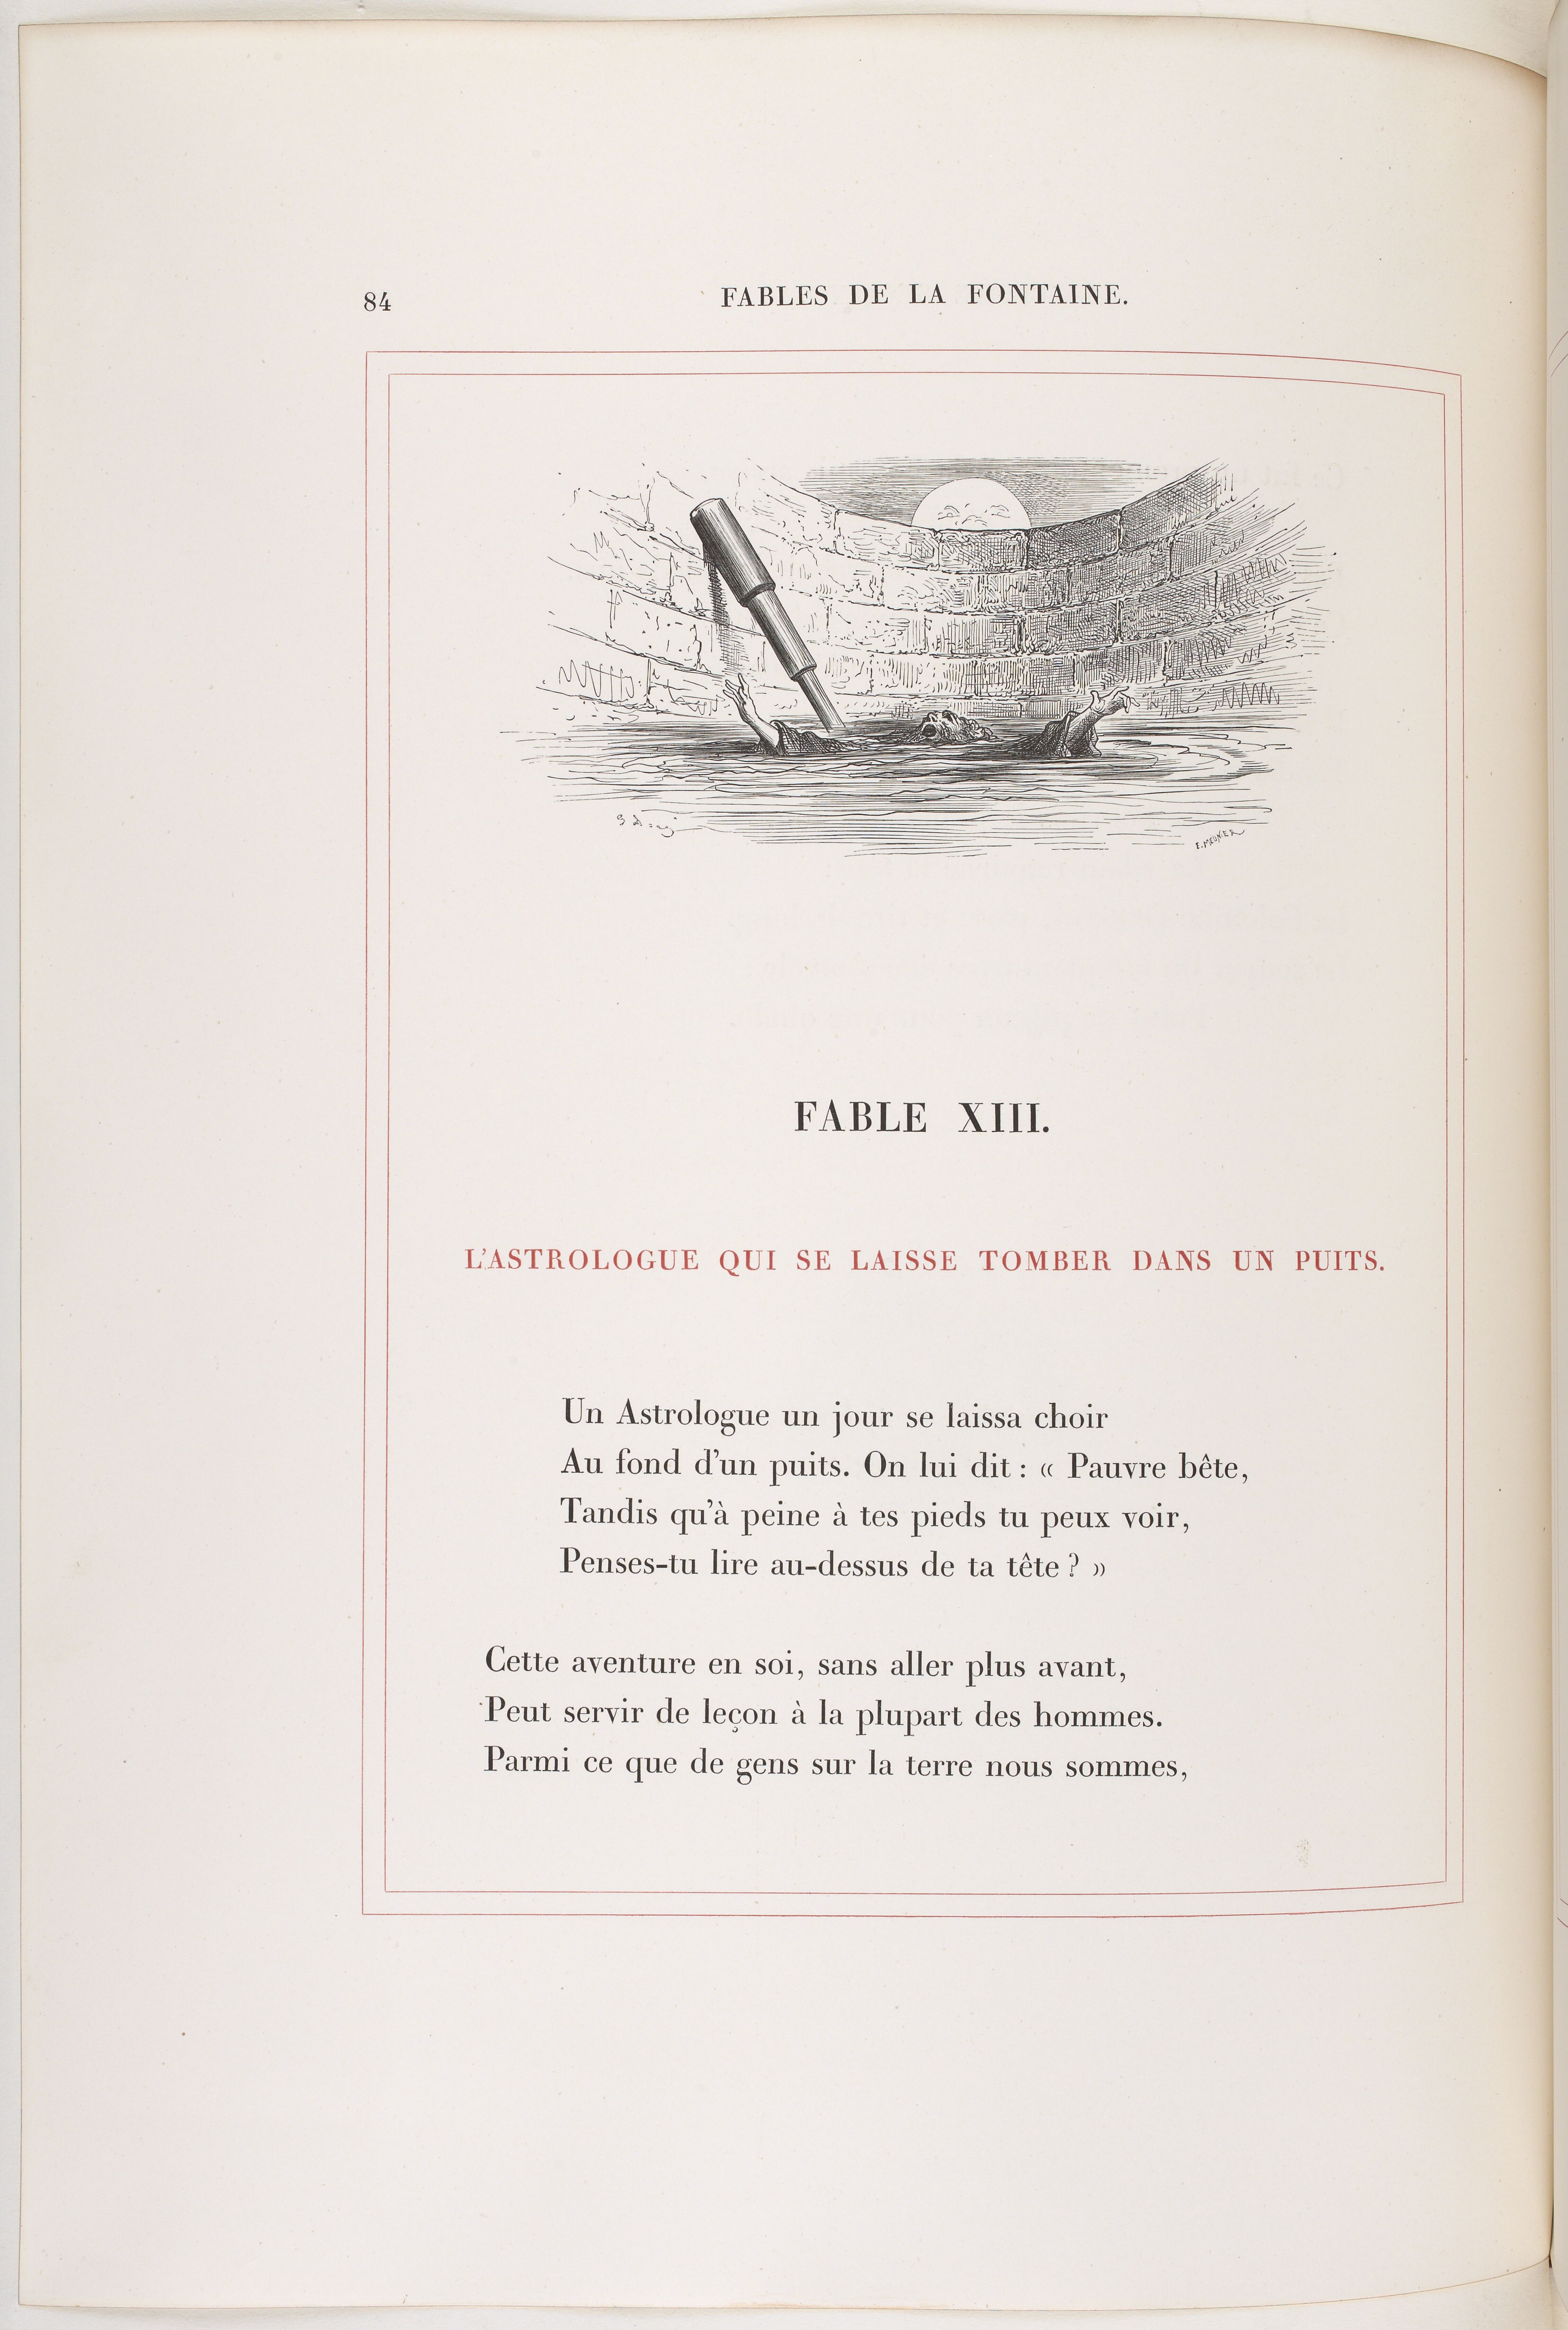 84
FABLES DE LA FONTAINE.
E. MEUNIER
FABLE XIII.
L'ASTROLOGUE QUI SE LAISSE TOMBER DANS UN PUITS.
Un Astrologue un jour se laissa choir
Au fond d'un puits. On lui dit : « Pauvre bête,
Tandis qu'à peine à tes pieds tu peux voir,
Penses-tu lire au-dessus de ta tête ? »
Cette aventure en soi, sans aller plus avant,
Peut servir de leçon à la plupart des hommes.
Parmi ce que de gens sur la terre nous sommes,